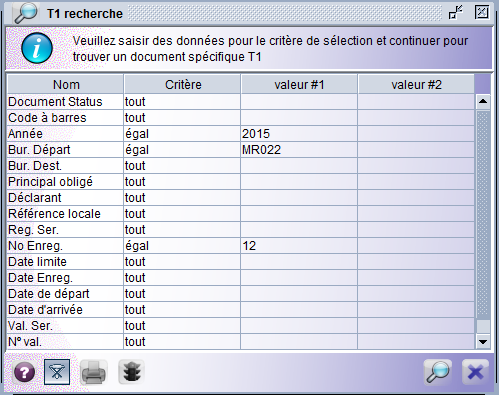 T1 recherche
Veuillez saisir des données pour le critère de sélection et continuer pour
trouver un document spécifique T1
Nom Critère valeur #1 valeur #2
Document Status tout
Code à barres tout
Année égal 2015
Bur. Départ égal MR022
Bur. Dest. tout
Principal obligé tout
Déclarant tout
Référence locale tout
Reg. Ser. tout
No Enreg. égal 12
Date limite tout
Date Enreg. tout
Date de départ tout
Date d'arrivée tout
Val. Ser. tout
Nº val. tout